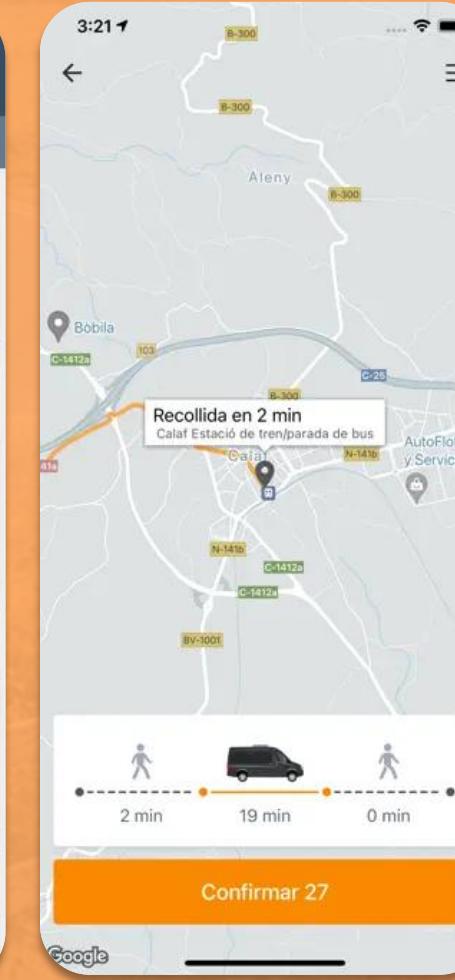 3:21
B-300
B-300
Aleny
B-300
Bòbila
C-1412a
103
C-25
B-300
Recollida en 2 min
Calaf Estació de tren/parada de bus
AutoFlo
y Servic
Calaf
N-141b
41a
N-141b
C-1412a
C-1412a
BV-1001
2 min
19 min
0 min
Confirmar 27
Google